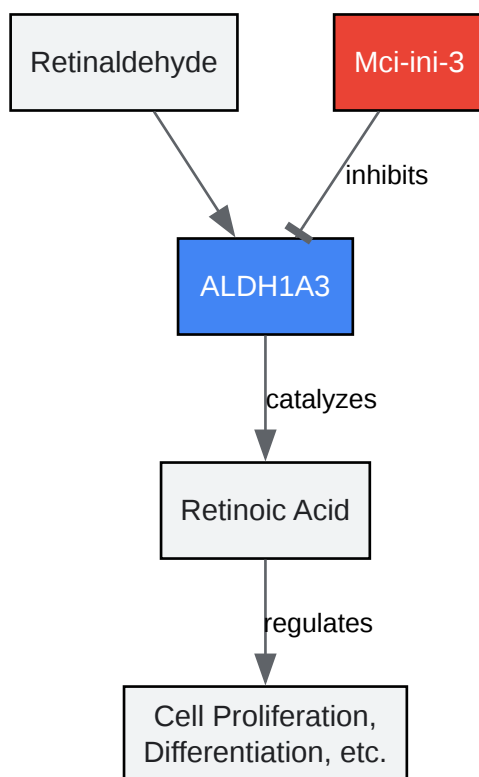 Retinaldehyde
Mci-ini-3
inhibits
ALDH1A3
catalyzes
Retinoic Acid
regulates
Cell Proliferation,
Differentiation, etc.